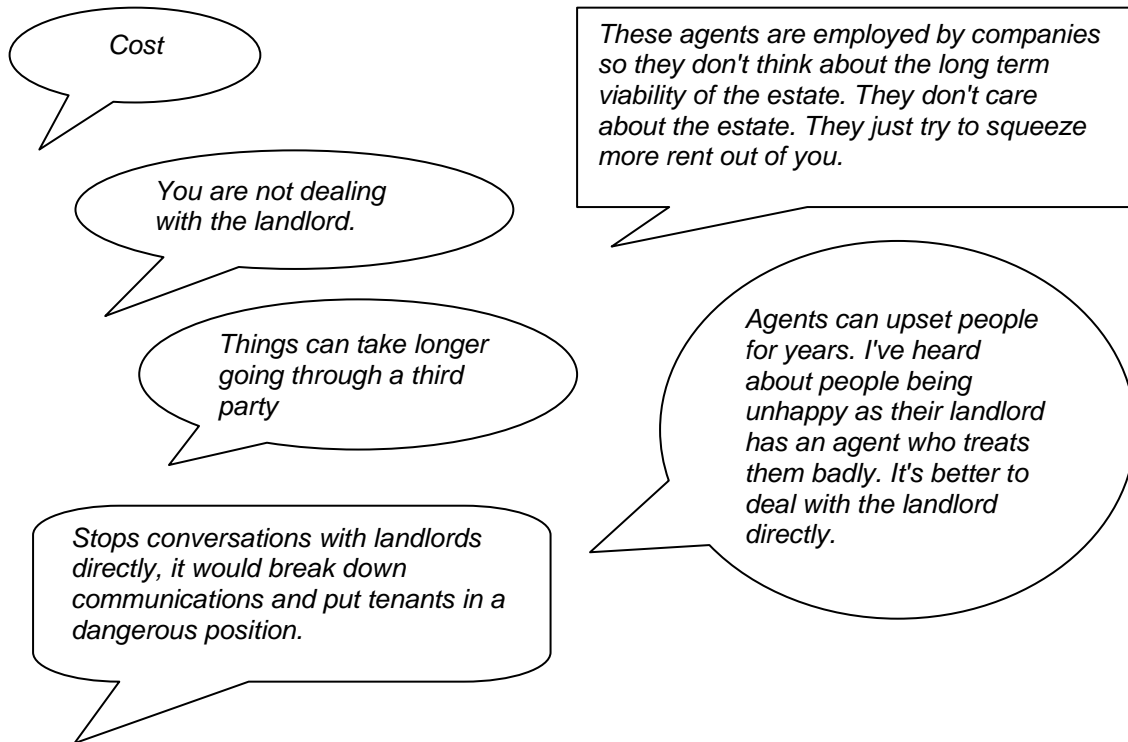 Cost
These agents are employed by companies
so they don't think about the long term
viability of the estate. They don't care
about the estate. They just try to squeeze
more rent out of you.
You are not dealing
with the landlord.
Things can take longer
going through a third
party
Agents can upset people
for years. I've heard
about people being
unhappy as their landlord
has an agent who treats
them badly. It's better to
deal with the landlord
directly.
Stops conversations with landlords
directly, it would break down
communications and put tenants in a
dangerous position.